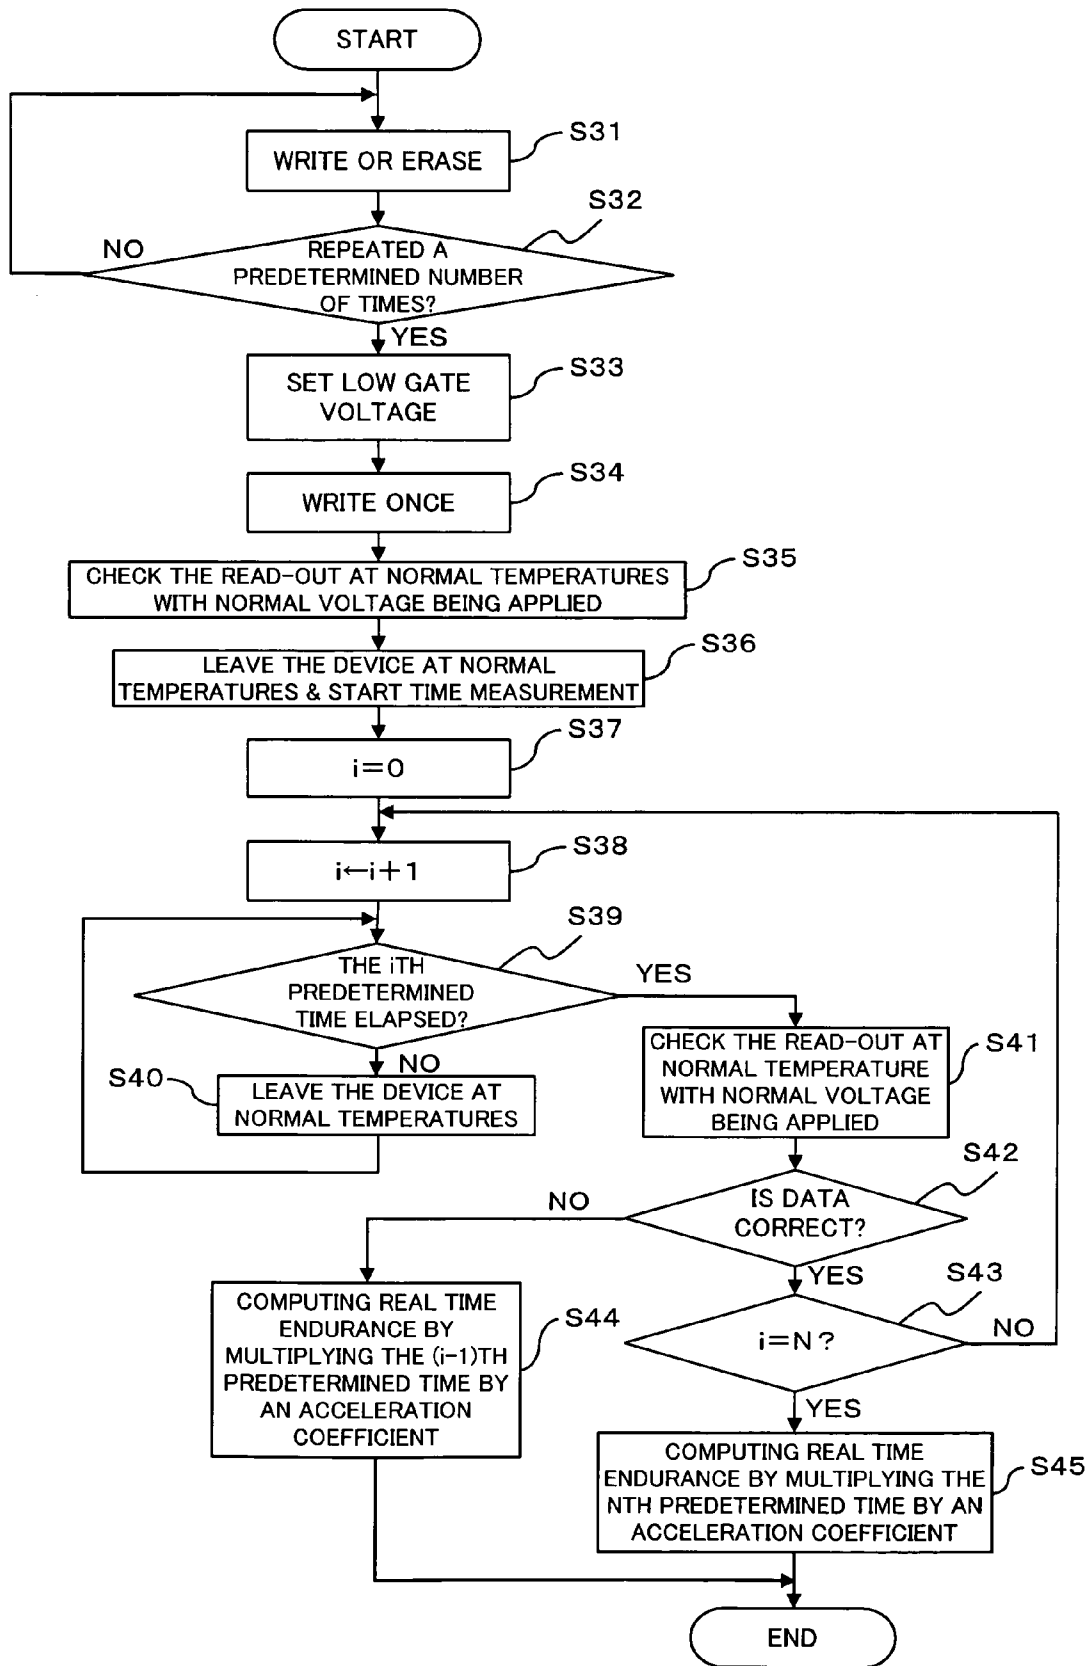 START
S31
WRITE OR ERASE
S32
NO
REPEATED A
PREDETERMINED NUMBER
OF TIMES?
YES
S33
SET LOW GATE
VOLTAGE
S34
WRITE ONCE
S35
CHECK THE READ-OUT AT NORMAL TEMPERATURES
WITH NORMAL VOLTAGE BEING APPLIED
S36
LEAVE THE DEVICE AT NORMAL
TEMPERATURES & START TIME MEASUREMENT
S37
i=0
S38
i←i+1
S39
THE iTH
PREDETERMINED
TIME ELAPSED?
YES
NO
S40
LEAVE THE DEVICE AT
NORMAL TEMPERATURES
S41
CHECK THE READ-OUT AT
NORMAL TEMPERATURE
WITH NORMAL VOLTAGE
BEING APPLIED
S42
NO
IS DATA
CORRECT?
YES
S43
i=N?
NO
YES
S44
COMPUTING REAL TIME
ENDURANCE BY
MULTIPLYING THE (i-1)TH
PREDETERMINED TIME BY
AN ACCELERATION
COEFFICIENT
S45
COMPUTING REAL TIME
ENDURANCE BY MULTIPLYING THE
NTH PREDETERMINED TIME BY AN
ACCELERATION COEFFICIENT
END